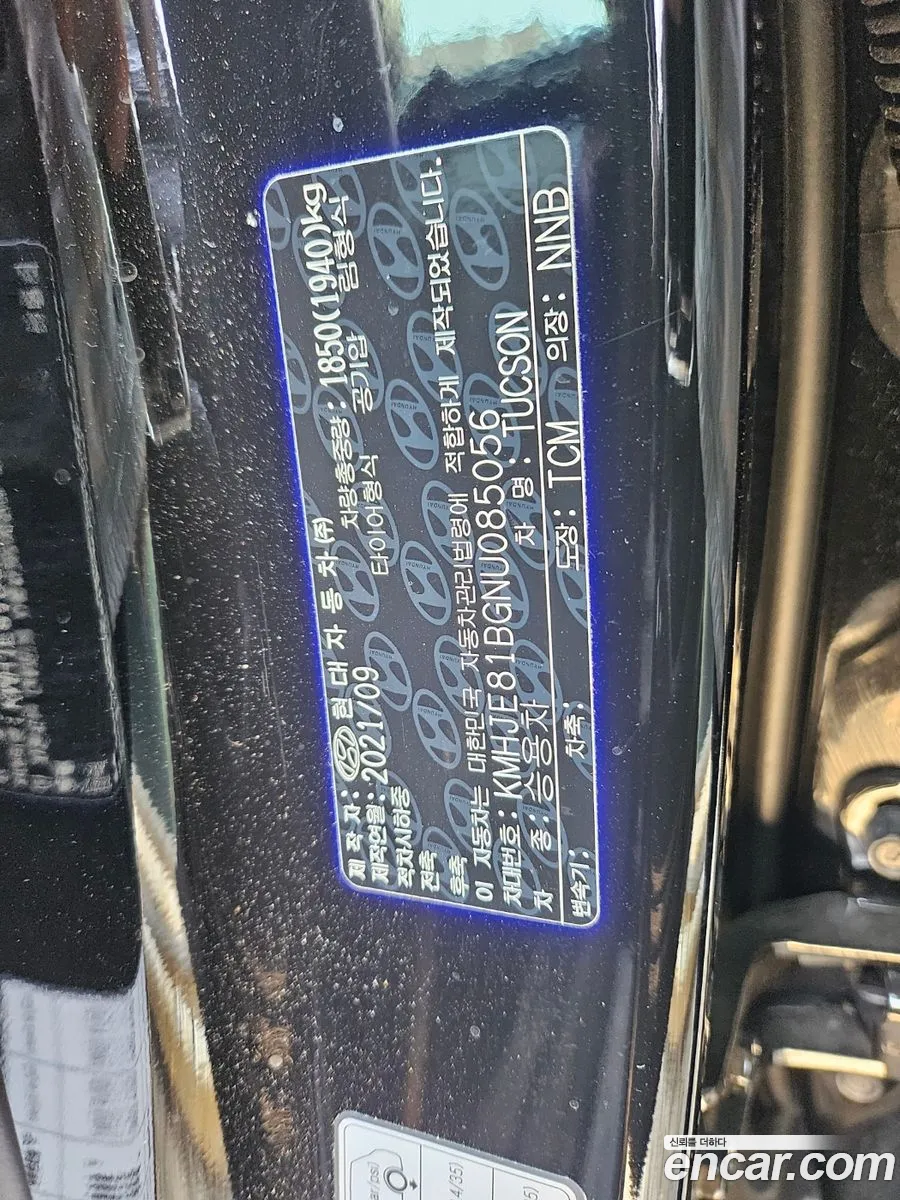 제 작 자 : 현 대 자 동 차 (주) 차량총중량 : 1850(1940)kg
제작연월 : 2021/09 타이어형식 공기압 림형식
적차시하중
전축
후축
이 자동차는 대한민국 자동차관리법령에 적합하게 제작되었습니다.
차대번호 : KMHJE81BGNU085056
차 종 : 승용차 차 명 : TUCSON
변속기 : 차축 : 도장 : TCM 의장 : NNB
HYUNDAI
신뢰를 더하다
encar.com